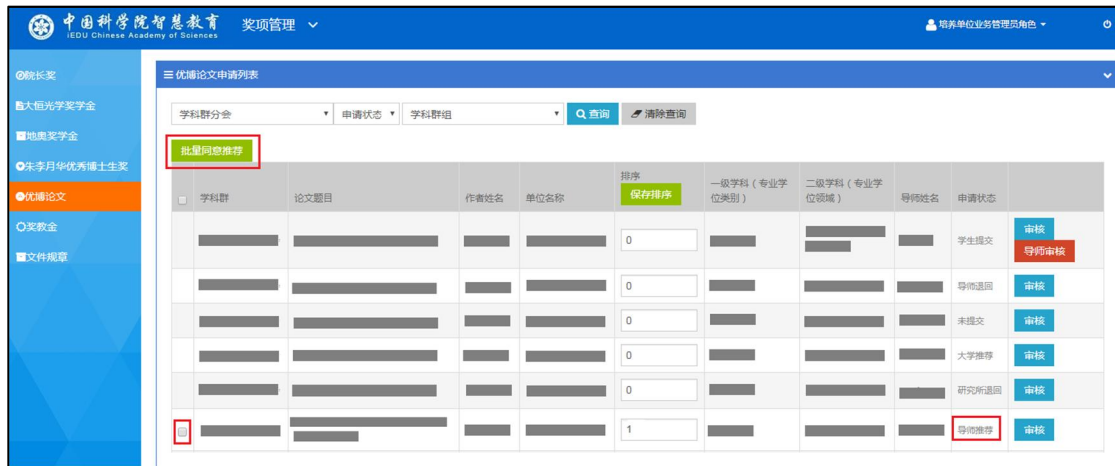 中国科学院智慧教育
iEDU Chinese Academy of Sciences
奖项管理
培养单位业务管理员角色
院长奖
大恒光学奖学金
地奥奖学金
朱李月华优秀博士生奖
优博论文
奖教金
文件规章
优博论文申请列表
学科群分会 申请状态 学科群组 查询 清除查询
批量同意推荐
学科群 论文题目 作者姓名 单位名称 排序 保存排序 一级学科（专业学位类别） 二级学科（专业学位领域） 导师姓名 申请状态
0 学生提交 审核
导师审核
0 导师退回 审核
0 未提交 审核
0 大学推荐 审核
0 研究所退回 审核
1 导师推荐 审核